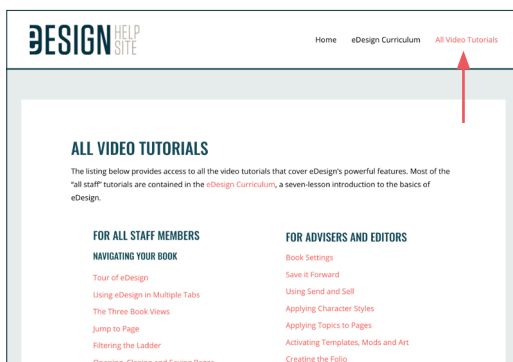 eDESIGN HELP SITE
Home eDesign Curriculum All Video Tutorials
ALL VIDEO TUTORIALS
The listing below provides access to all the video tutorials that cover eDesign's powerful features. Most of the
"all staff" tutorials are contained in the eDesign Curriculum, a seven-lesson introduction to the basics of
eDesign.
FOR ALL STAFF MEMBERS
NAVIGATING YOUR BOOK
Tour of eDesign
Using eDesign in Multiple Tabs
The Three Book Views
Jump to Page
Filtering the Ladder
Opening, Closing and Saving Pages
FOR ADVISERS AND EDITORS
Book Settings
Save it Forward
Using Send and Sell
Applying Character Styles
Applying Topics to Pages
Activating Templates, Mods and Art
Creating the Folio